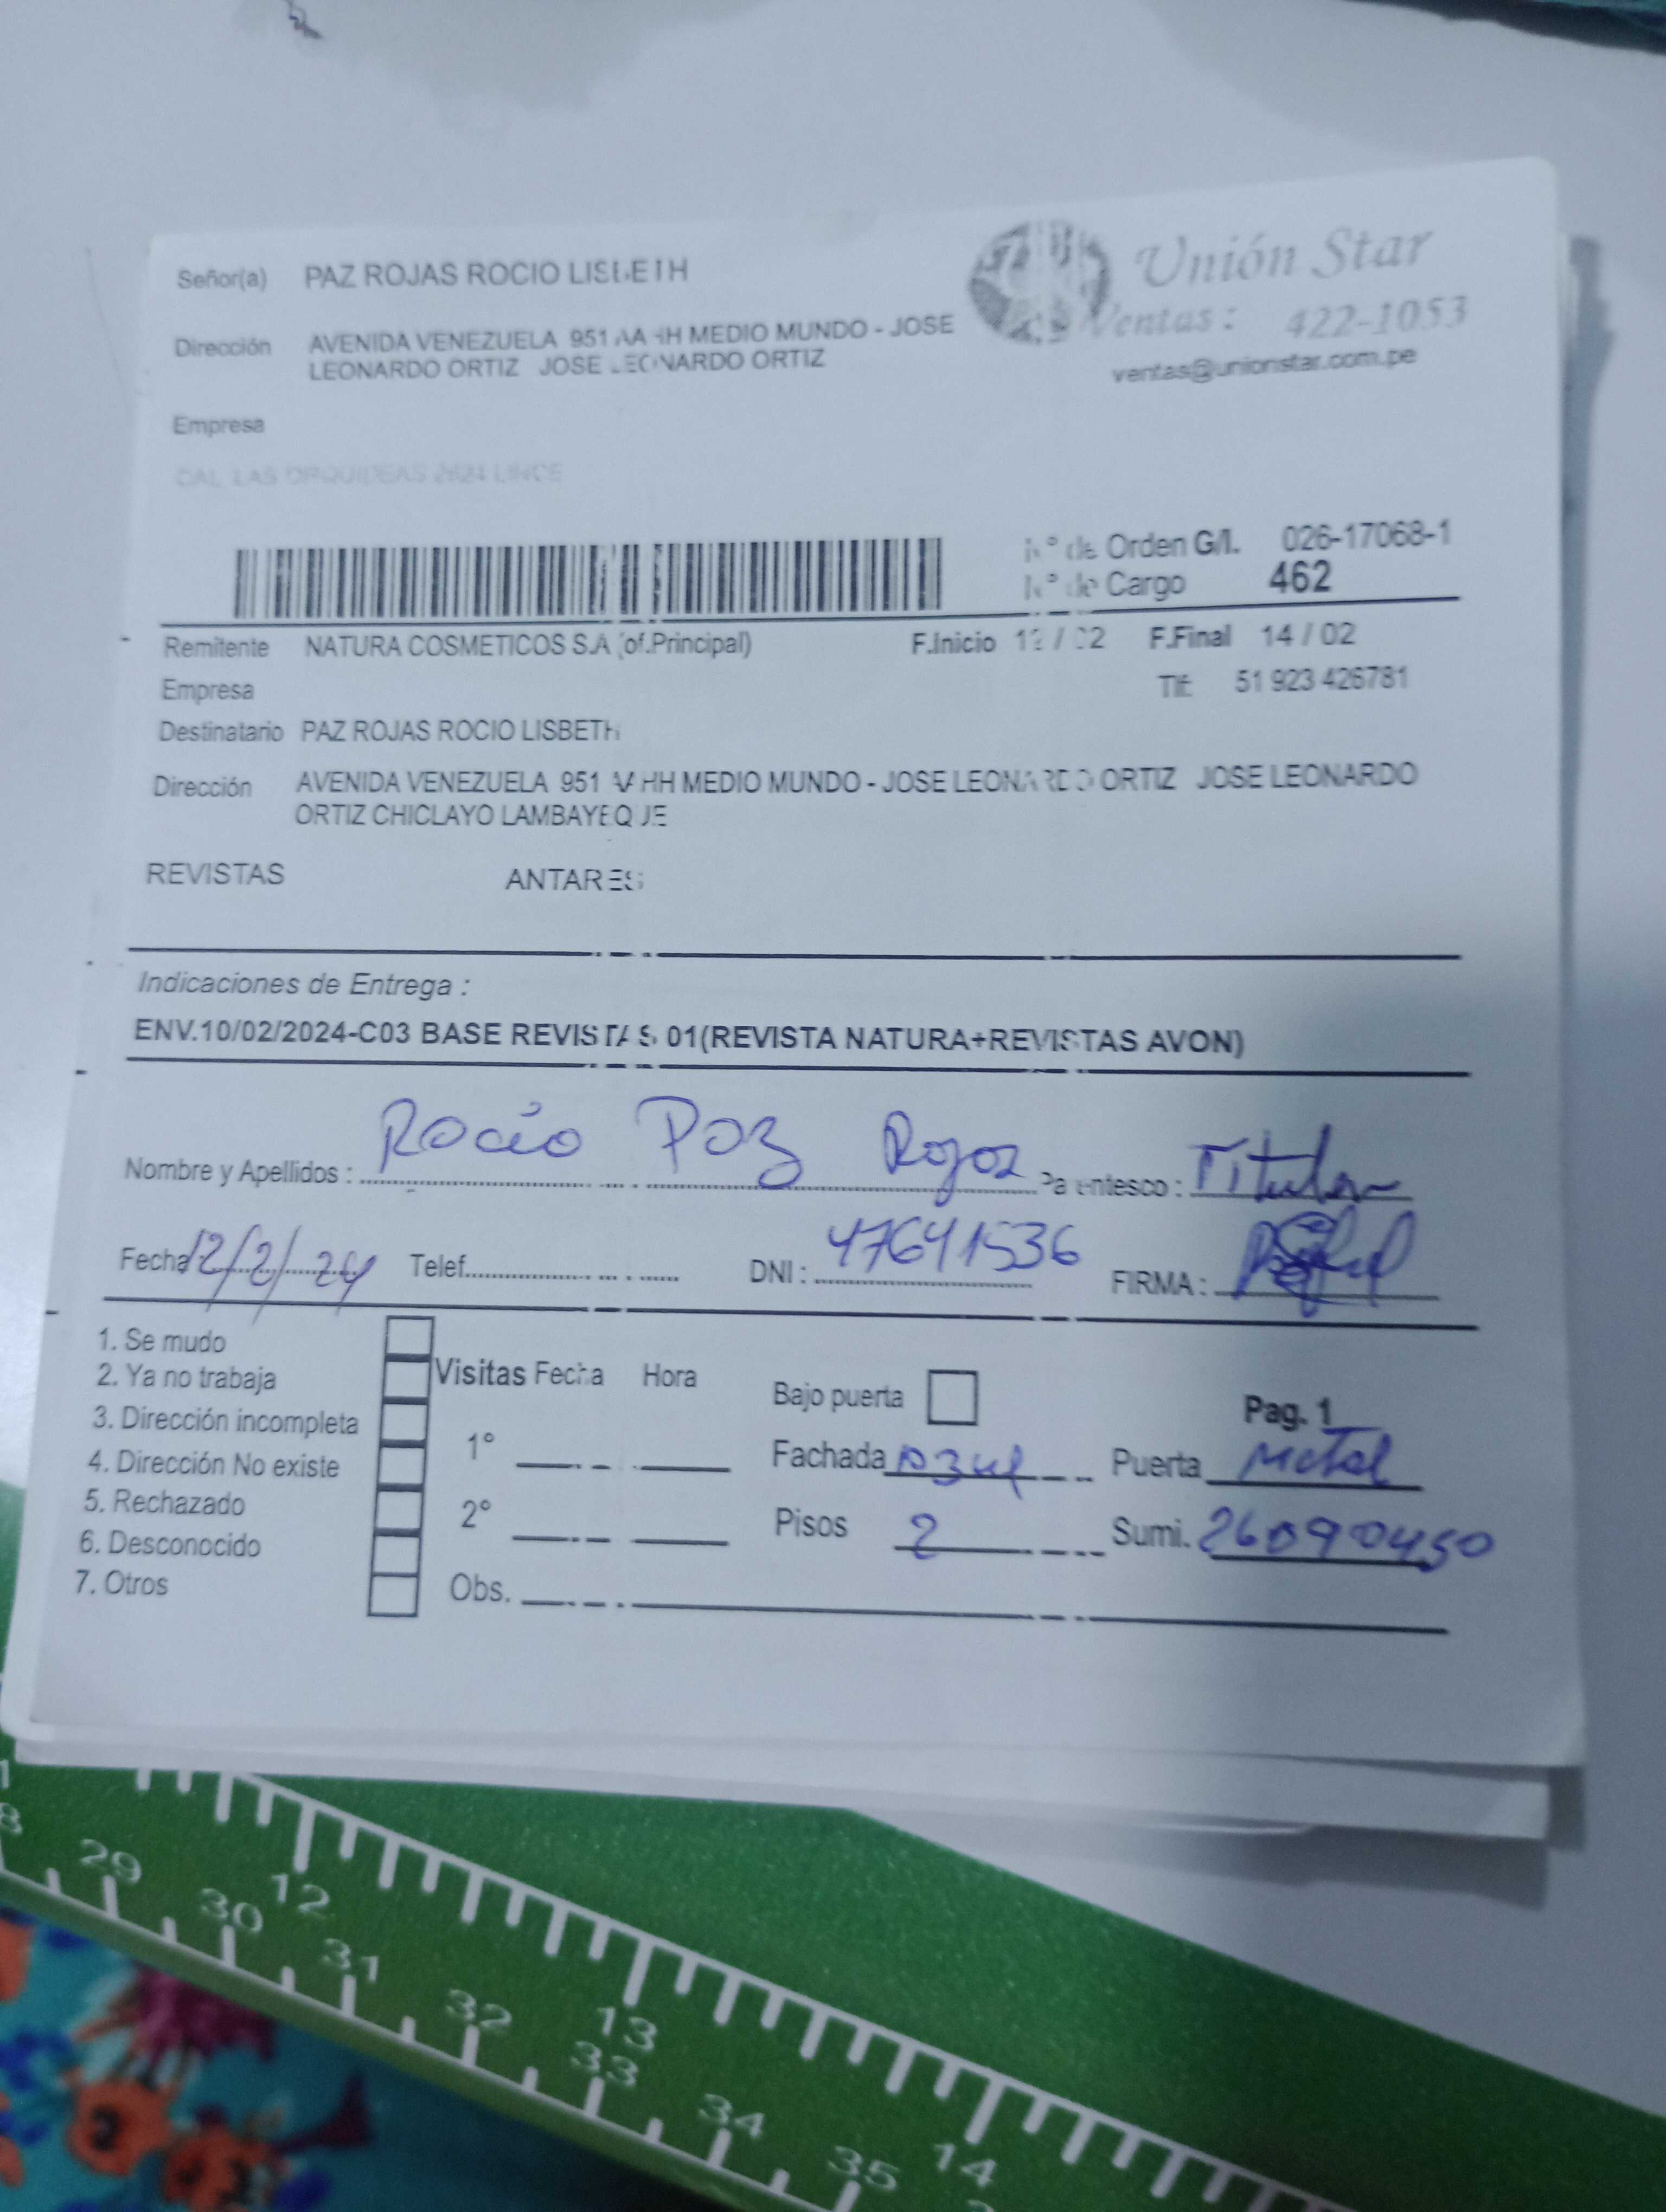 Señor(a) PAZ ROJAS ROCIO LISBETH
Unión Star
Ventas: 422-1053
ventas@unionstar.com.pe
Dirección AVENIDA VENEZUELA 951 AA HH MEDIO MUNDO - JOSE
LEONARDO ORTIZ JOSE LEONARDO ORTIZ
Empresa
CAL LAS ORQUIDEAS LINCE
N° de Orden G/I. 026-17068-1
N° de Cargo 462
Remitente NATURA COSMETICOS S.A (of.Principal) F.Inicio 12 / 02 F.Final 14 / 02
Empresa Tlf: 51 923 426781
Destinatario PAZ ROJAS ROCIO LISBETH
Dirección AVENIDA VENEZUELA 951 AA HH MEDIO MUNDO - JOSE LEONARDO ORTIZ JOSE LEONARDO
ORTIZ CHICLAYO LAMBAYEQUE
REVISTAS ANTARES
Indicaciones de Entrega :
ENV.10/02/2024-C03 BASE REVISTAS 01(REVISTA NATURA+REVISTAS AVON)
Nombre y Apellidos : Rocio Paz Rojas Parentesco : Titular
Fecha 12/2/24 Telef. DNI : 47641536 FIRMA :
1. Se mudo
2. Ya no trabaja
3. Dirección incompleta
4. Dirección No existe
5. Rechazado
6. Desconocido
7. Otros
Visitas Fecha Hora
1°
2°
Obs.
Bajo puerta Pag. 1
Fachada azul Puerta Metal
Pisos 2 Sumi. 26090450
29 30 31 32 33 34 35
12 13 14